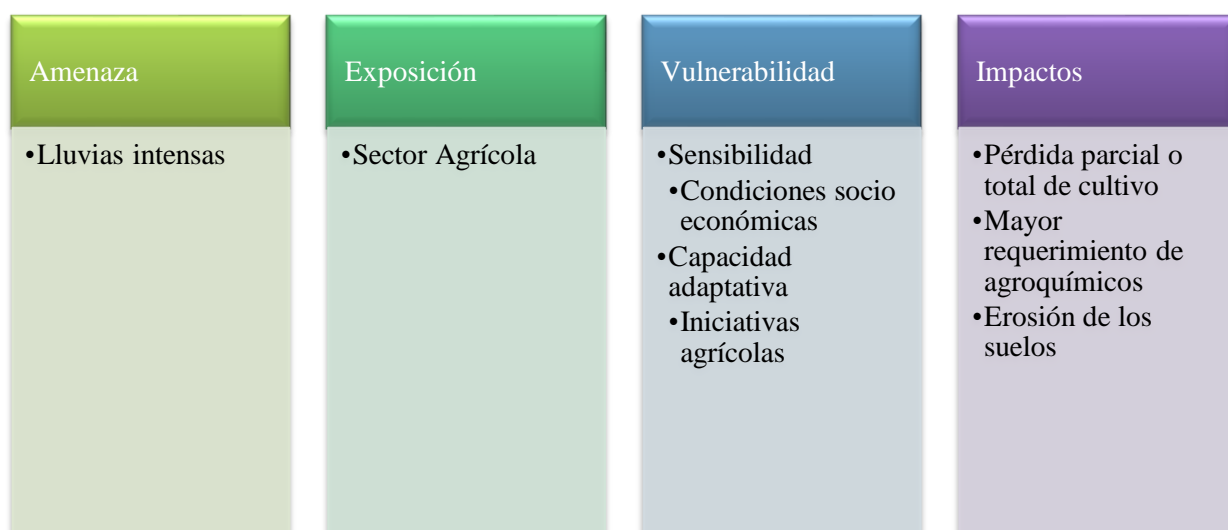 Amenaza
•Lluvias intensas
Exposición
•Sector Agrícola
Vulnerabilidad
•Sensibilidad
•Condiciones socio
económicas
•Capacidad
adaptativa
•Iniciativas
agrícolas
Impactos
•Pérdida parcial o
total de cultivo
•Mayor
requerimiento de
agroquímicos
•Erosión de los
suelos